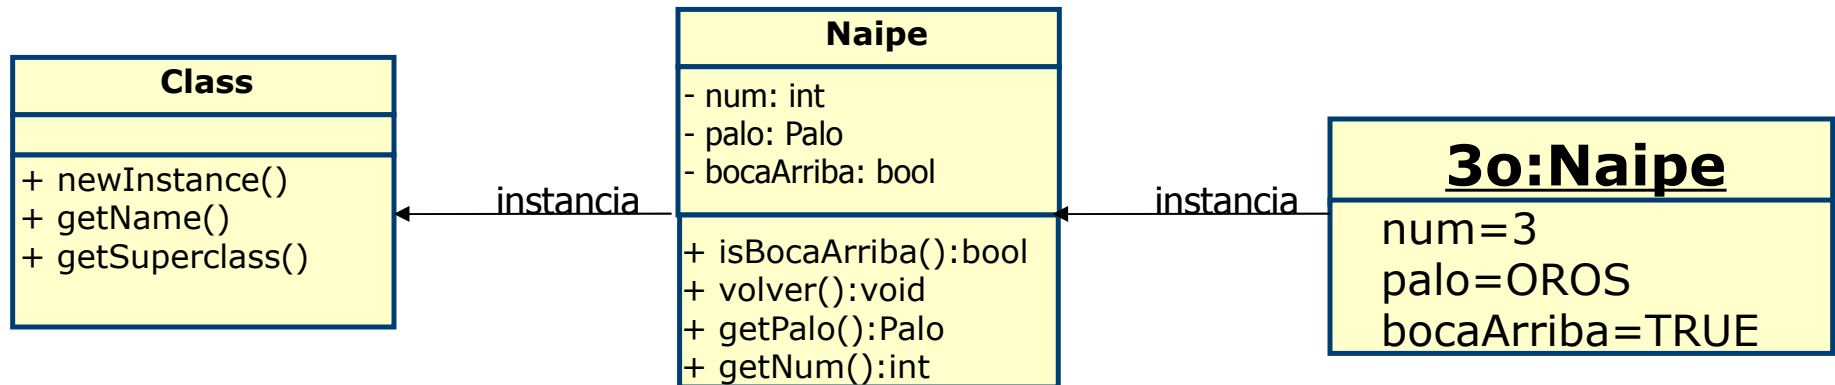 Class
+ newInstance()
+ getName()
+ getSuperclass()
instancia
Naipe
- num: int
- palo: Palo
- bocaArriba: bool
+ isBocaArriba():bool
+ volver():void
+ getPalo():Palo
+ getNum():int
instancia
3o:Naipe
num=3
palo=OROS
bocaArriba=TRUE